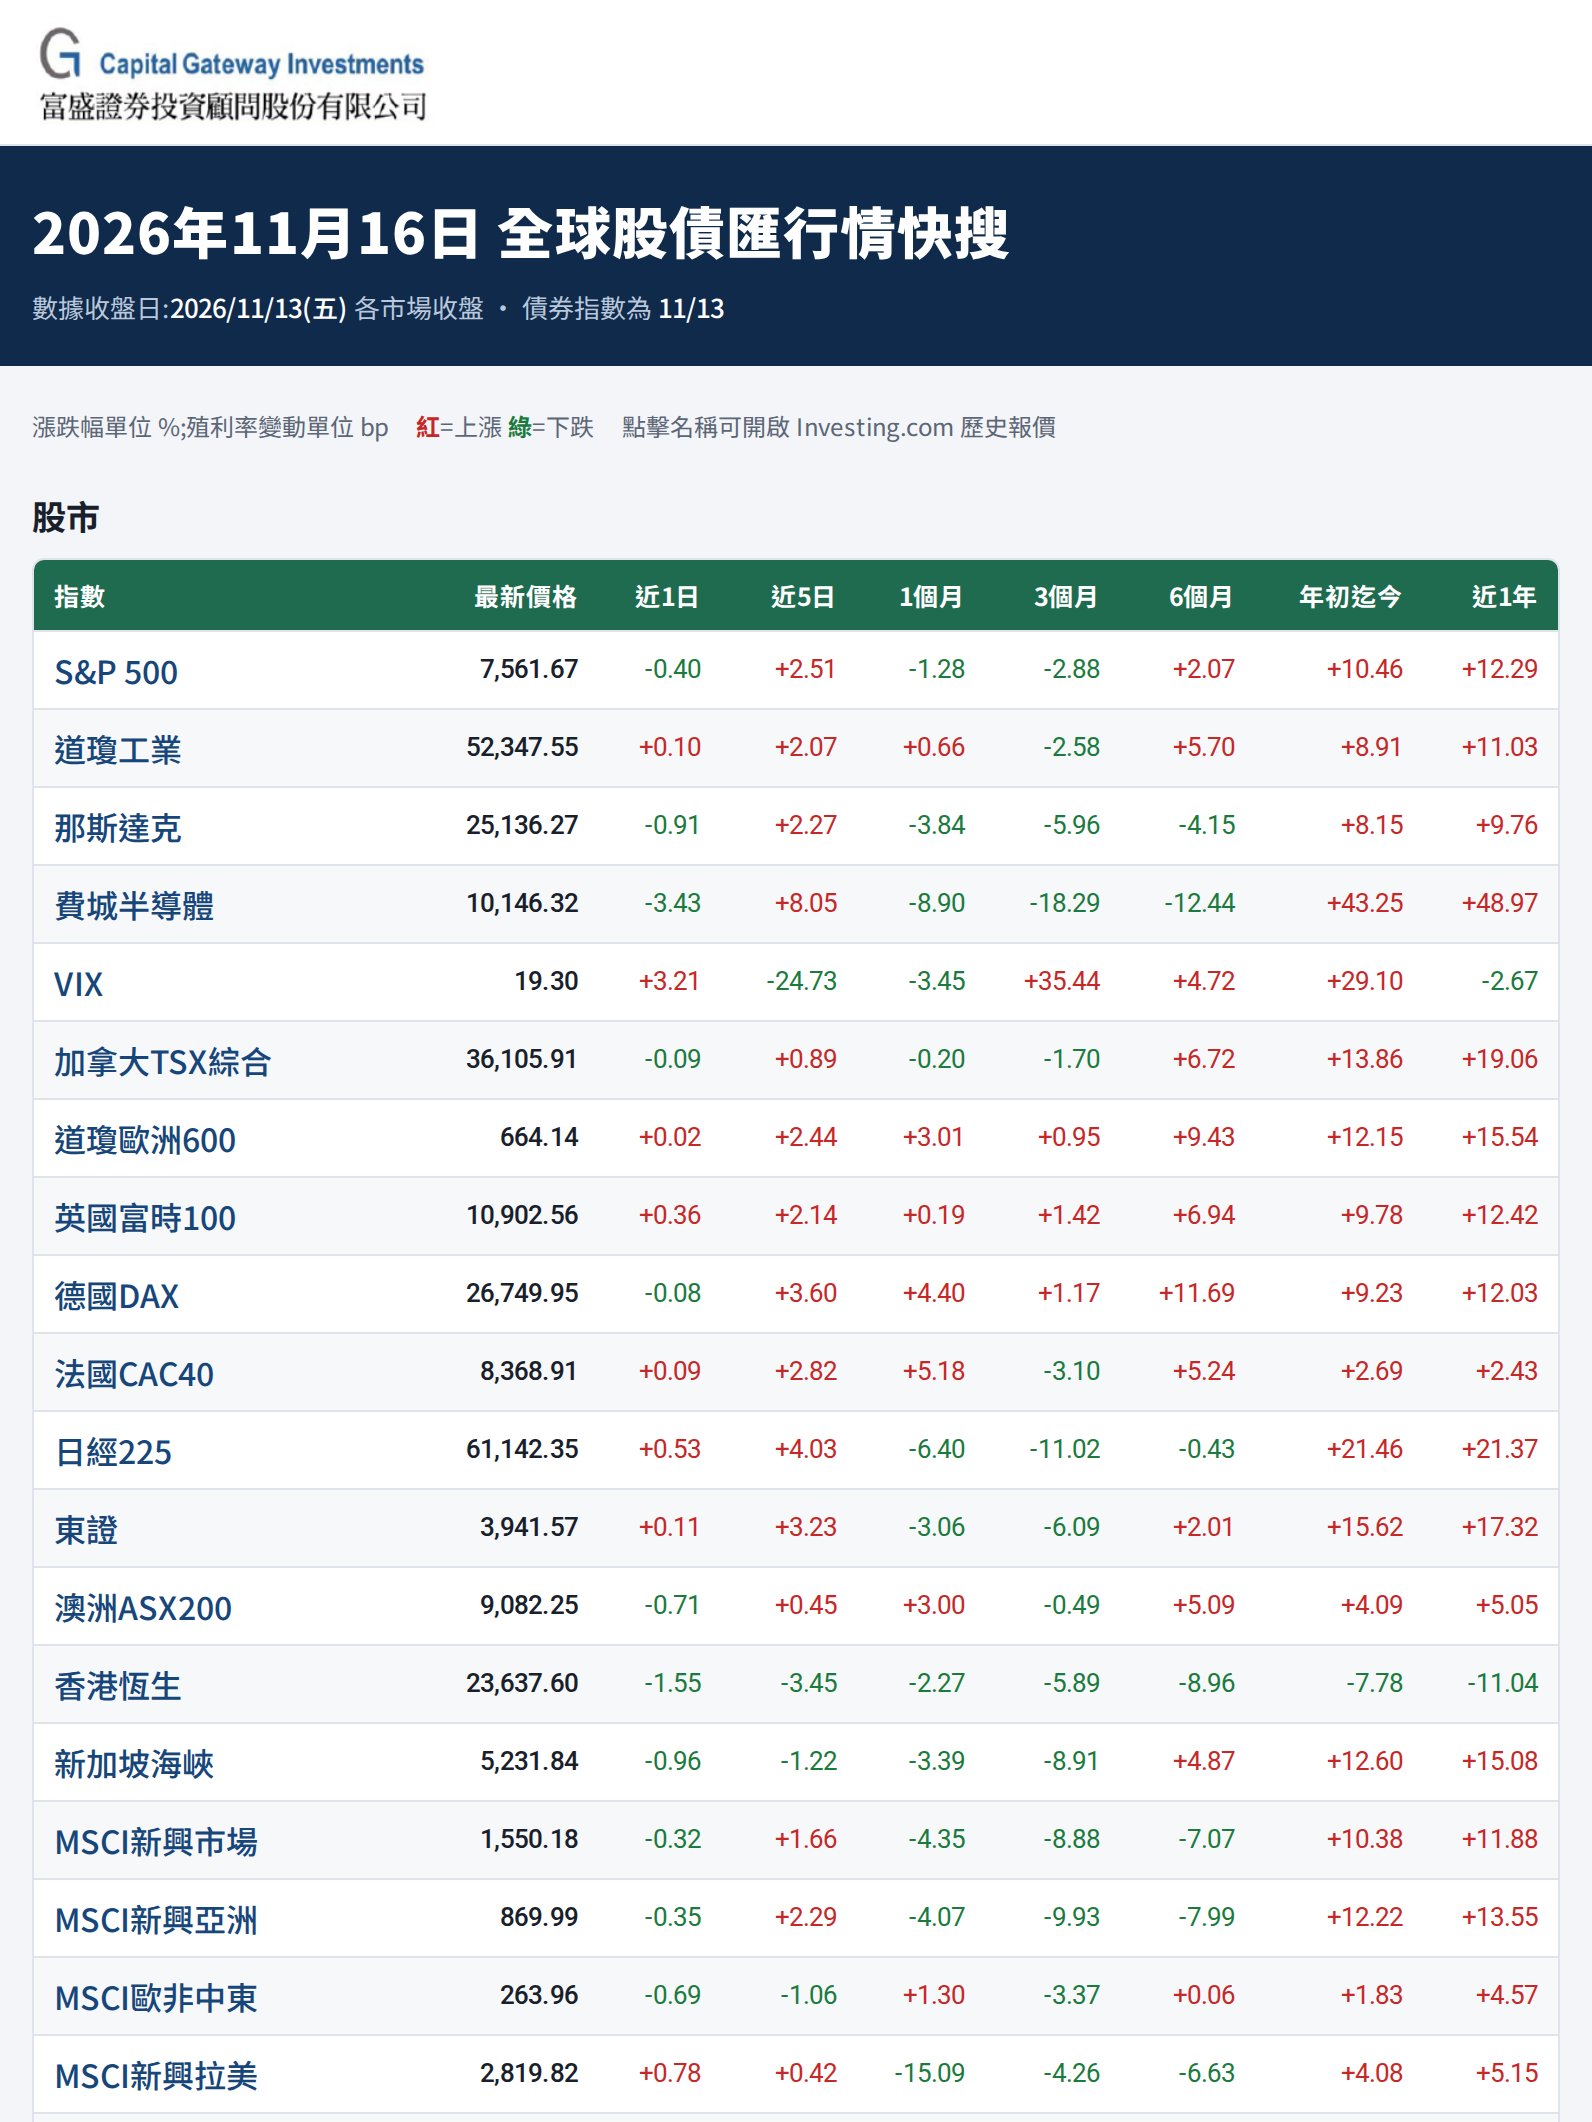 G Capital Gateway Investments
富盛證券投資顧問股份有限公司
2026年11月16日 全球股債匯行情快搜
數據收盤日:2026/11/13(五) 各市場收盤 • 債券指數為 11/13
漲跌幅單位 %;殖利率變動單位 bp 紅=上漲 綠=下跌 點擊名稱可開啟 Investing.com 歷史報價
股市
指數 最新價格 近1日 近5日 1個月 3個月 6個月 年初迄今 近1年
S&P 500 7,561.67 -0.40 +2.51 -1.28 -2.88 +2.07 +10.46 +12.29
道瓊工業 52,347.55 +0.10 +2.07 +0.66 -2.58 +5.70 +8.91 +11.03
那斯達克 25,136.27 -0.91 +2.27 -3.84 -5.96 -4.15 +8.15 +9.76
費城半導體 10,146.32 -3.43 +8.05 -8.90 -18.29 -12.44 +43.25 +48.97
VIX 19.30 +3.21 -24.73 -3.45 +35.44 +4.72 +29.10 -2.67
加拿大TSX綜合 36,105.91 -0.09 +0.89 -0.20 -1.70 +6.72 +13.86 +19.06
道瓊歐洲600 664.14 +0.02 +2.44 +3.01 +0.95 +9.43 +12.15 +15.54
英國富時100 10,902.56 +0.36 +2.14 +0.19 +1.42 +6.94 +9.78 +12.42
德國DAX 26,749.95 -0.08 +3.60 +4.40 +1.17 +11.69 +9.23 +12.03
法國CAC40 8,368.91 +0.09 +2.82 +5.18 -3.10 +5.24 +2.69 +2.43
日經225 61,142.35 +0.53 +4.03 -6.40 -11.02 -0.43 +21.46 +21.37
東證 3,941.57 +0.11 +3.23 -3.06 -6.09 +2.01 +15.62 +17.32
澳洲ASX200 9,082.25 -0.71 +0.45 +3.00 -0.49 +5.09 +4.09 +5.05
香港恆生 23,637.60 -1.55 -3.45 -2.27 -5.89 -8.96 -7.78 -11.04
新加坡海峽 5,231.84 -0.96 -1.22 -3.39 -8.91 +4.87 +12.60 +15.08
MSCI新興市場 1,550.18 -0.32 +1.66 -4.35 -8.88 -7.07 +10.38 +11.88
MSCI新興亞洲 869.99 -0.35 +2.29 -4.07 -9.93 -7.99 +12.22 +13.55
MSCI歐非中東 263.96 -0.69 -1.06 +1.30 -3.37 +0.06 +1.83 +4.57
MSCI新興拉美 2,819.82 +0.78 +0.42 -15.09 -4.26 -6.63 +4.08 +5.15